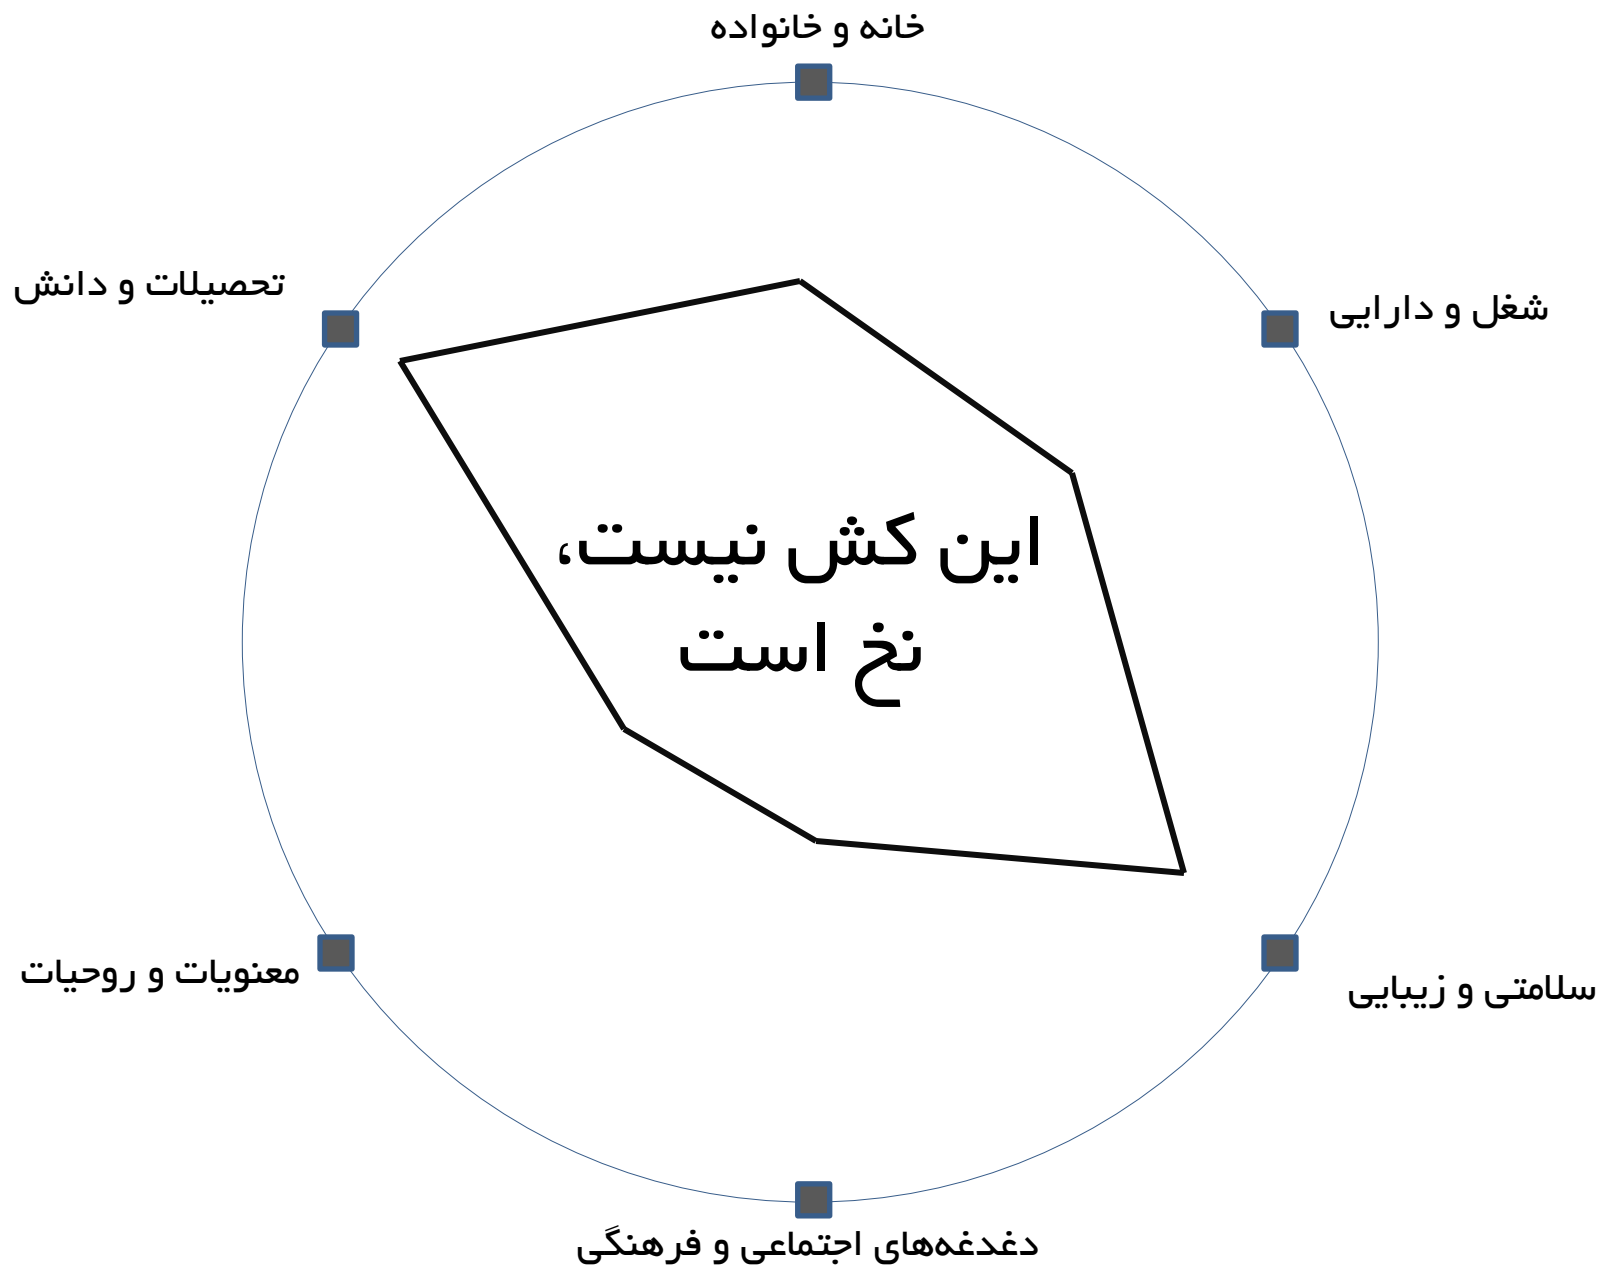 خانه و خانواده
تحصیلات و دانش
شغل و دارایی
این کش نیست،
نخ است
معنویات و روحیات
سلامتی و زیبایی
دغدغه‌های اجتماعی و فرهنگی